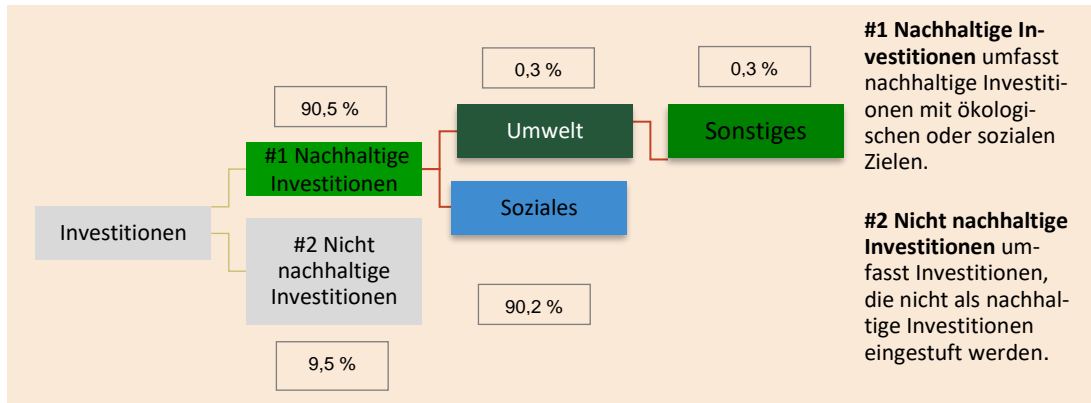 0,3 %
0,3 %
90,5 %
Umwelt
Sonstiges
#1 Nachhaltige
Investitionen
Soziales
Investitionen
#2 Nicht
nachhaltige
Investitionen
90,2 %
9,5 %
#1 Nachhaltige In-
vestitionen umfasst
nachhaltige Investiti-
onen mit ökologi-
schen oder sozialen
Zielen.
#2 Nicht nachhaltige
Investitionen um-
fasst Investitionen,
die nicht als nachhal-
tige Investitionen
eingestuft werden.